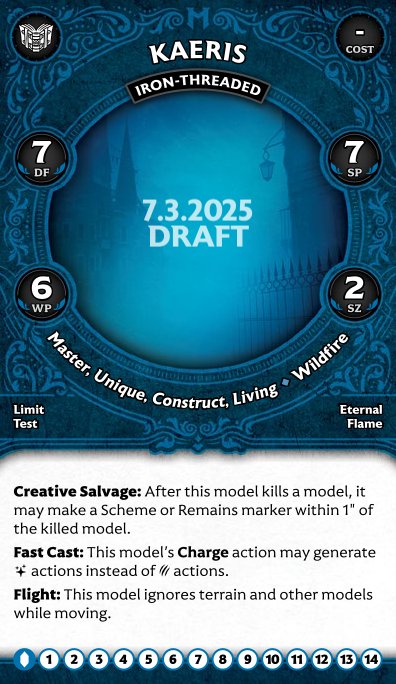 -
COST
KAERIS
IRON-THREADED
7
DF
7
SP
7.3.2025
DRAFT
6
WP
2
SZ
Master, Unique, Construct, Living ♦ Wildfire
Limit
Test
Eternal
Flame
Creative Salvage: After this model kills a model, it
may make a Scheme or Remains marker within 1" of
the killed model.
Fast Cast: This model's Charge action may generate
actions instead of actions.
Flight: This model ignores terrain and other models
while moving.
1 2 3 4 5 6 7 8 9 10 11 12 13 14